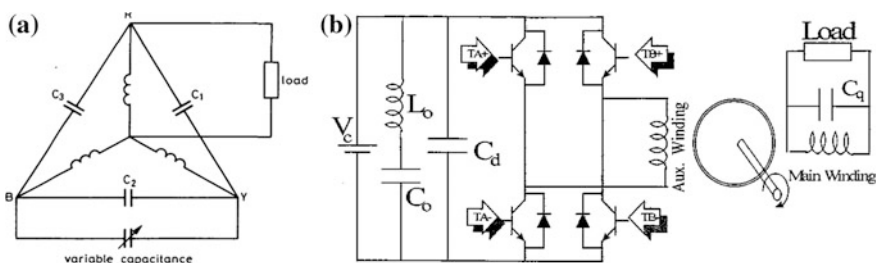 (a)
R
C3
C1
load
B
C2
Y
variable capacitance
(b)
Vc
Lo
Co
Cd
TA+
TB+
TA-
TB-
Aux. Winding
Load
Cq
Main Winding